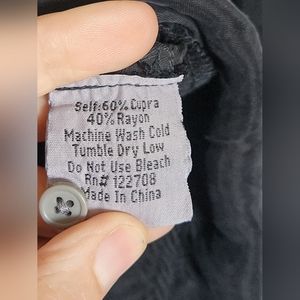 Self:60% Cupra
40% Rayon
Machine Wash Cold
Tumble Dry Low
Do Not Use Bleach
Rn# 122708
Made In China